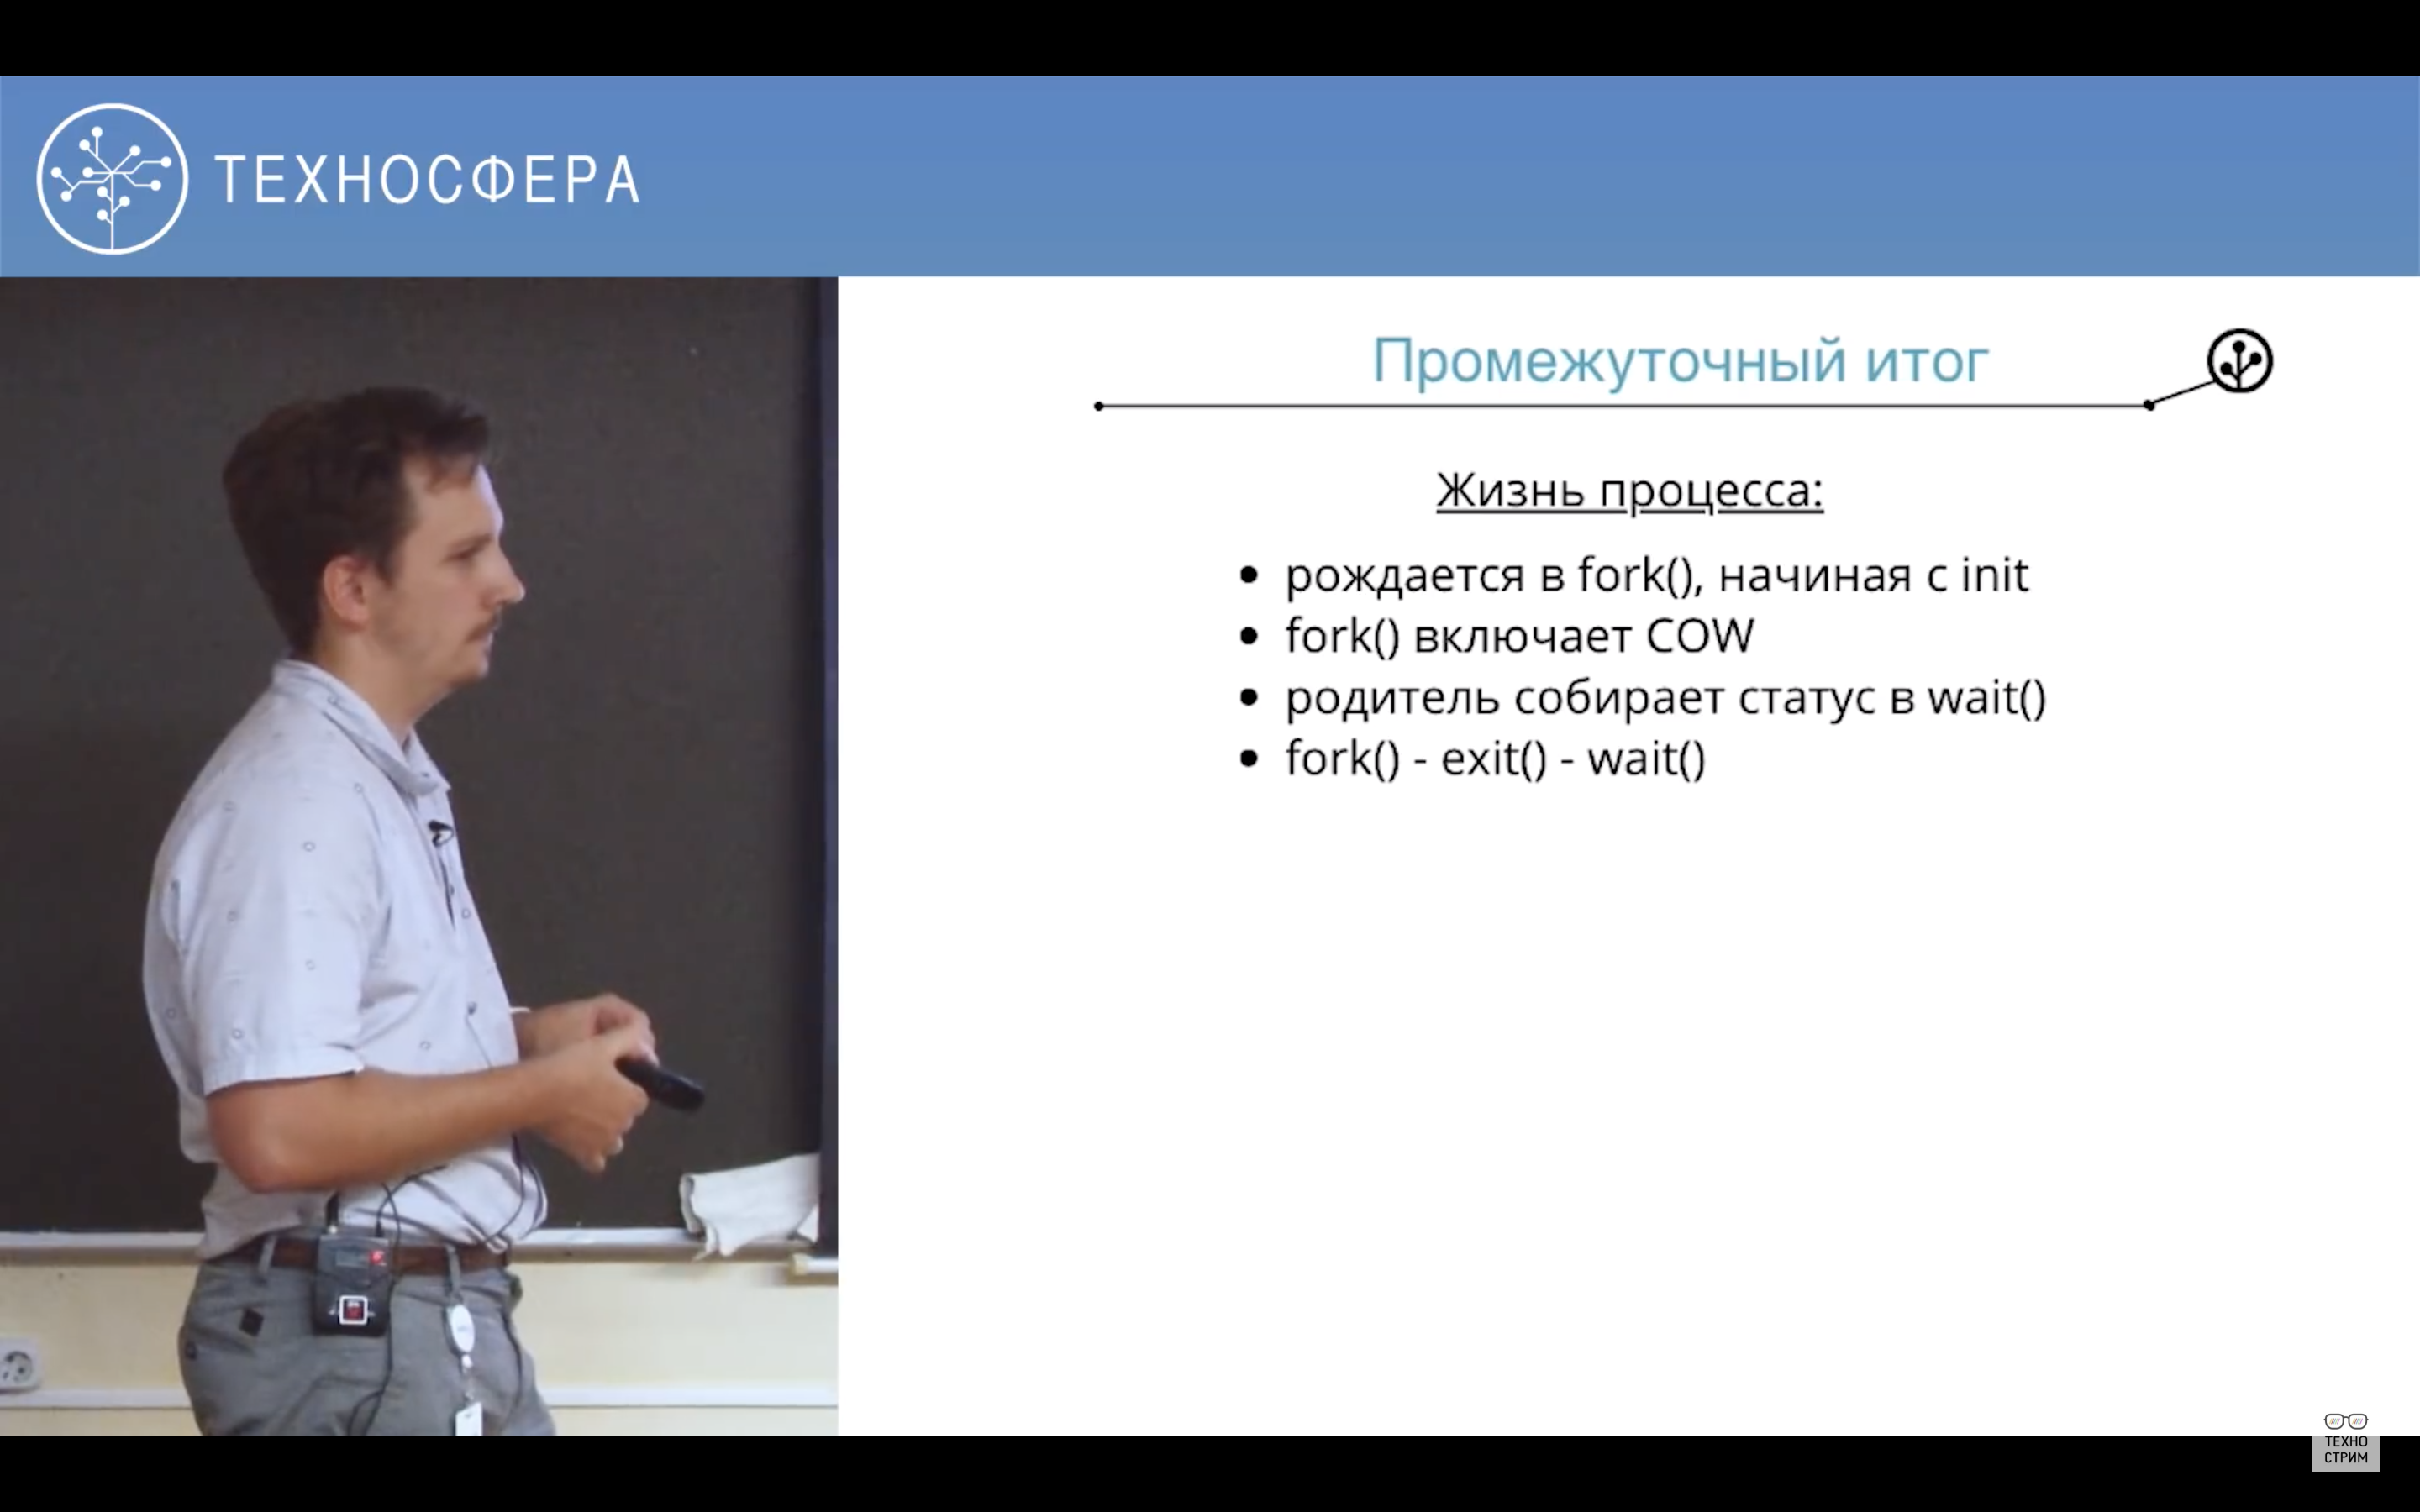 ТЕХНОСФЕРА
Промежуточный итог
Жизнь процесса:
• рождается в fork(), начиная с init
• fork() включает COW
• родитель собирает статус в wait()
• fork() - exit() - wait()
ТЕХНО
СТРИМ